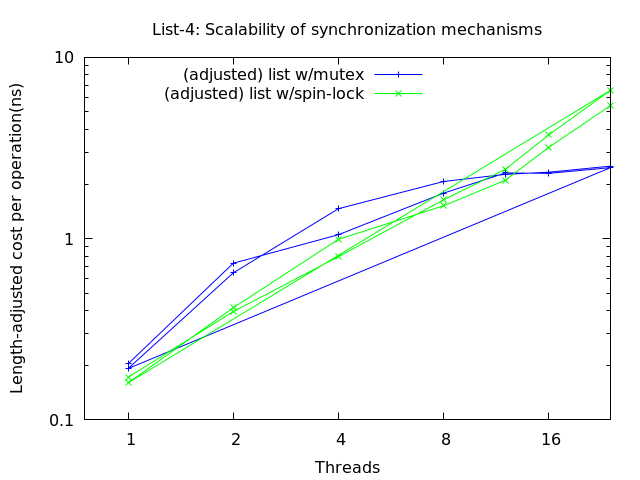 List-4: Scalability of synchronization mechanisms
10
(adjusted) list w/mutex
(adjusted) list w/spin-lock
Length-adjusted cost per operation(ns)
1
0.1
1 2 4 8 16
Threads